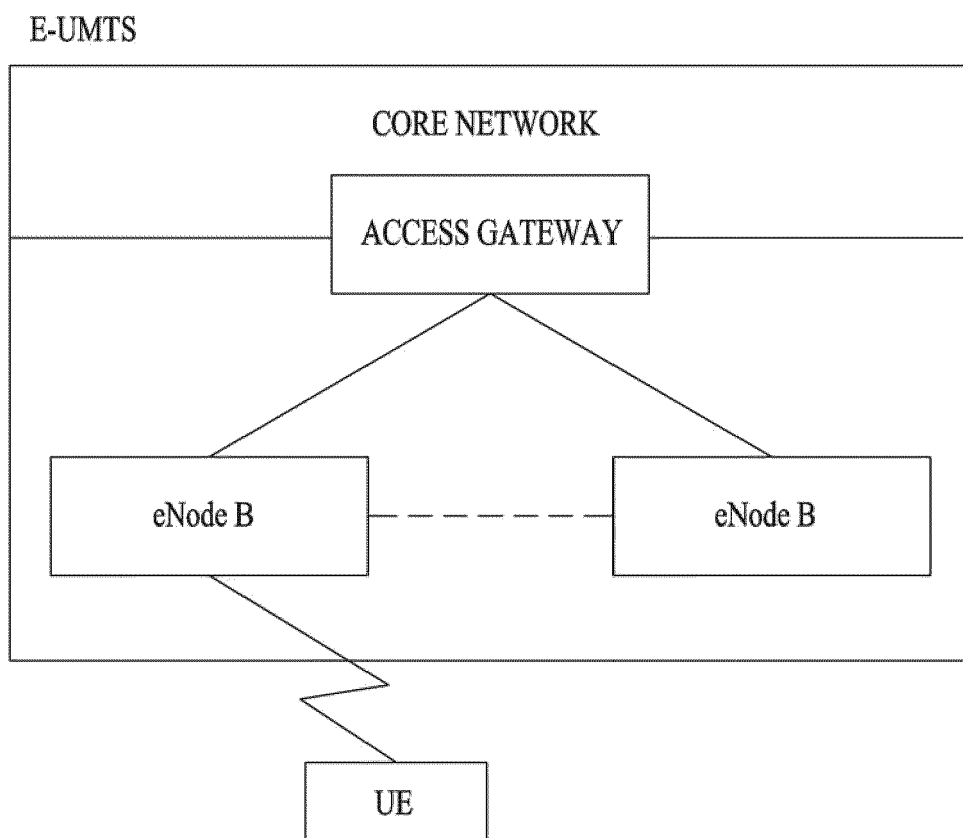 E-UMTS
CORE NETWORK
ACCESS GATEWAY
eNode B
eNode B
UE